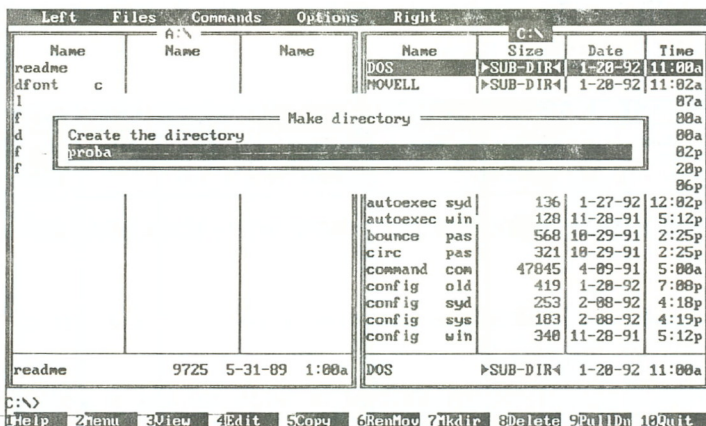 Left Files Commands Options Right
A:\ C:\
Name Name Name Name Size Date Time
readme DOS ►SUB-DIR◄ 1-20-92 11:00a
dfont c MOVELL ►SUB-DIR◄ 1-20-92 11:02a
l 07a
f Make directory 00a
d Create the directory 00a
f proba 02p
f 20p
06p
autoexec syd 136 1-27-92 12:02p
autoexec win 128 11-28-91 5:12p
bounce pas 568 10-29-91 2:25p
circ pas 321 10-29-91 2:25p
command com 47845 4-09-91 5:00a
config old 419 1-20-92 7:08p
config syd 253 2-08-92 4:18p
config sys 183 2-08-92 4:19p
config win 340 11-28-91 5:12p
readme 9725 5-31-89 1:00a DOS ►SUB-DIR◄ 1-20-92 11:00a
C:\>
1Help 2Menu 3View 4Edit 5Copy 6RenMov 7Mkdir 8Delete 9PullDn 10Quit